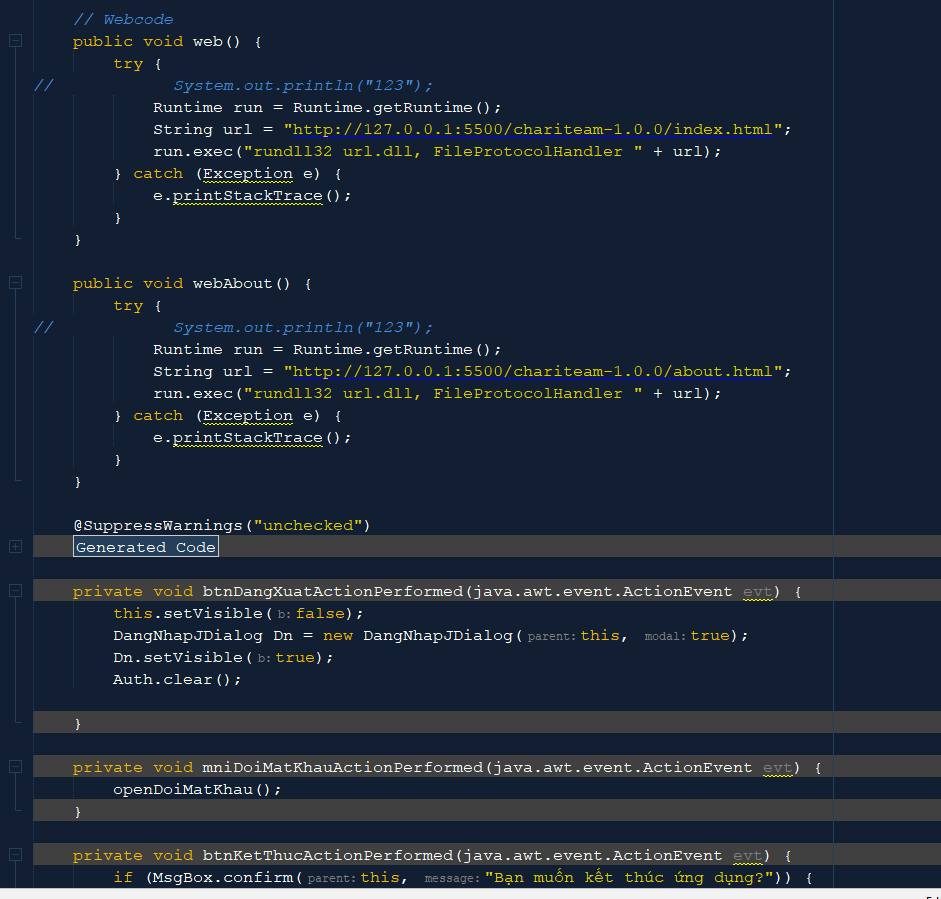 // Webcode
public void web() {
try {
// System.out.println("123");
Runtime run = Runtime.getRuntime();
String url = "http://127.0.0.1:5500/chariteam-1.0.0/index.html";
run.exec("rundll32 url.dll, FileProtocolHandler " + url);
} catch (Exception e) {
e.printStackTrace();
}
}
public void webAbout() {
try {
// System.out.println("123");
Runtime run = Runtime.getRuntime();
String url = "http://127.0.0.1:5500/chariteam-1.0.0/about.html";
run.exec("rundll32 url.dll, FileProtocolHandler " + url);
} catch (Exception e) {
e.printStackTrace();
}
}
@SuppressWarnings("unchecked")
Generated Code
private void btnDangXuatActionPerformed(java.awt.event.ActionEvent evt) {
this.setVisible(b:false);
DangNhapJDialog Dn = new DangNhapJDialog(parent:this, modal:true);
Dn.setVisible(b:true);
Auth.clear();
}
private void mniDoiMatKhauActionPerformed(java.awt.event.ActionEvent evt) {
openDoiMatKhau();
}
private void btnKetThucActionPerformed(java.awt.event.ActionEvent evt) {
if (MsgBox.confirm(parent:this, message:"Bạn muốn kết thúc ứng dụng?")) {